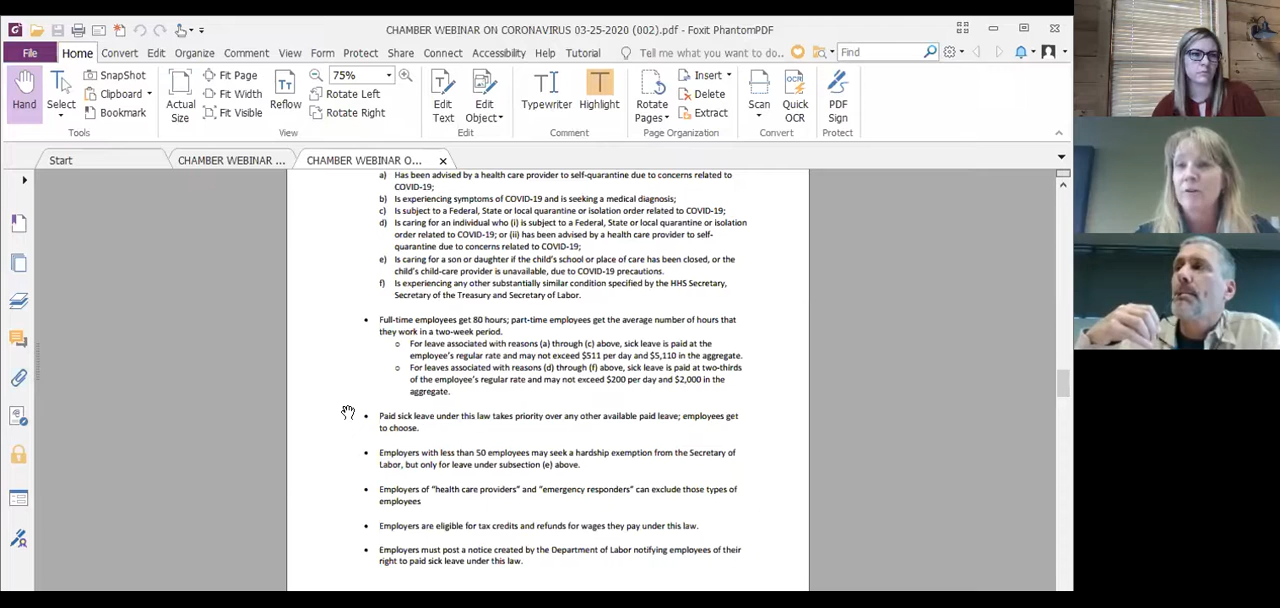 CHAMBER WEBINAR ON CORONAVIRUS 03-25-2020 (002).pdf - Foxit PhantomPDF
File Home Convert Edit Organize Comment View Form Protect Share Connect Accessibility Help Tutorial Tell me what you want to do... Find
Hand
Select
SnapShot
Clipboard
Bookmark
Tools
Actual Size
Fit Page
Fit Width
Fit Visible
Reflow
75%
Rotate Left
Rotate Right
View
Edit Text
Edit Object
Edit
Typewriter
Highlight
Comment
Rotate Pages
Insert
Delete
Extract
Page Organization
Scan
Quick OCR
Convert
PDF Sign
Protect
Start
CHAMBER WEBINAR ...
CHAMBER WEBINAR O...
a) Has been advised by a health care provider to self-quarantine due to concerns related to
COVID-19;
b) Is experiencing symptoms of COVID-19 and is seeking a medical diagnosis;
c) Is subject to a Federal, State or local quarantine or isolation order related to COVID-19;
d) Is caring for an individual who (i) is subject to a Federal, State or local quarantine or isolation
order related to COVID-19; or (ii) has been advised by a health care provider to self-
quarantine due to concerns related to COVID-19;
e) Is caring for a son or daughter if the child's school or place of care has been closed, or the
child's child-care provider is unavailable, due to COVID-19 precautions.
f) Is experiencing any other substantially similar condition specified by the HHS Secretary,
Secretary of the Treasury and Secretary of Labor.
• Full-time employees get 80 hours; part-time employees get the average number of hours that
they work in a two-week period.
o For leave associated with reasons (a) through (c) above, sick leave is paid at the
employee's regular rate and may not exceed $511 per day and $5,110 in the aggregate.
o For leaves associated with reasons (d) through (f) above, sick leave is paid at two-thirds
of the employee's regular rate and may not exceed $200 per day and $2,000 in the
aggregate.
• Paid sick leave under this law takes priority over any other available paid leave; employees get
to choose.
• Employers with less than 50 employees may seek a hardship exemption from the Secretary of
Labor, but only for leave under subsection (e) above.
• Employers of "health care providers" and "emergency responders" can exclude those types of
employees
• Employers are eligible for tax credits and refunds for wages they pay under this law.
• Employers must post a notice created by the Department of Labor notifying employees of their
right to paid sick leave under this law.